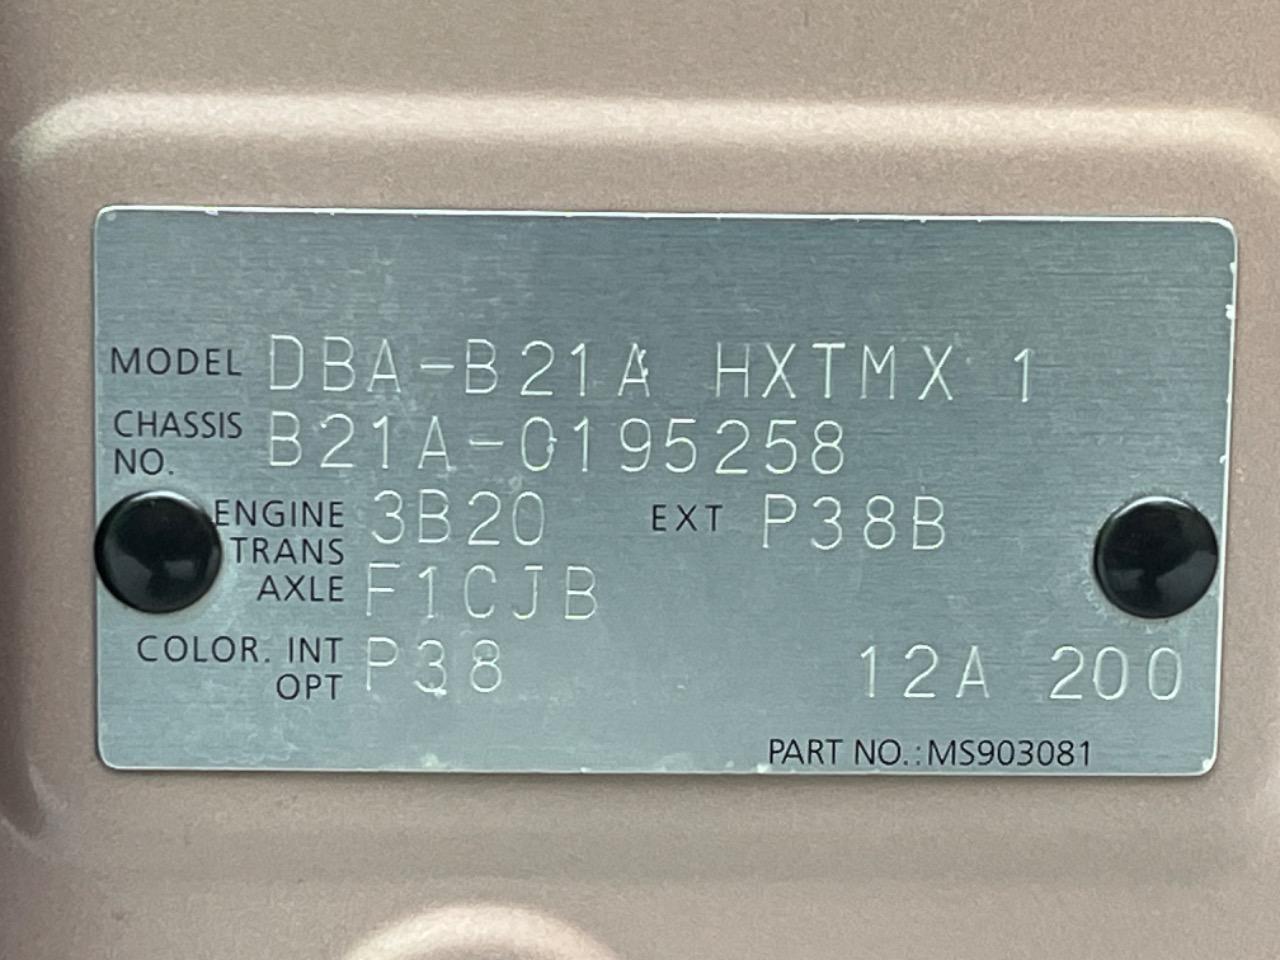 MODEL DBA-B21A HXTMX 1
CHASSIS NO. B21A-0195258
ENGINE 3B20 EXT P38B
TRANS AXLE F1CJB
COLOR. INT OPT P38 12A 200
PART NO.:MS903081